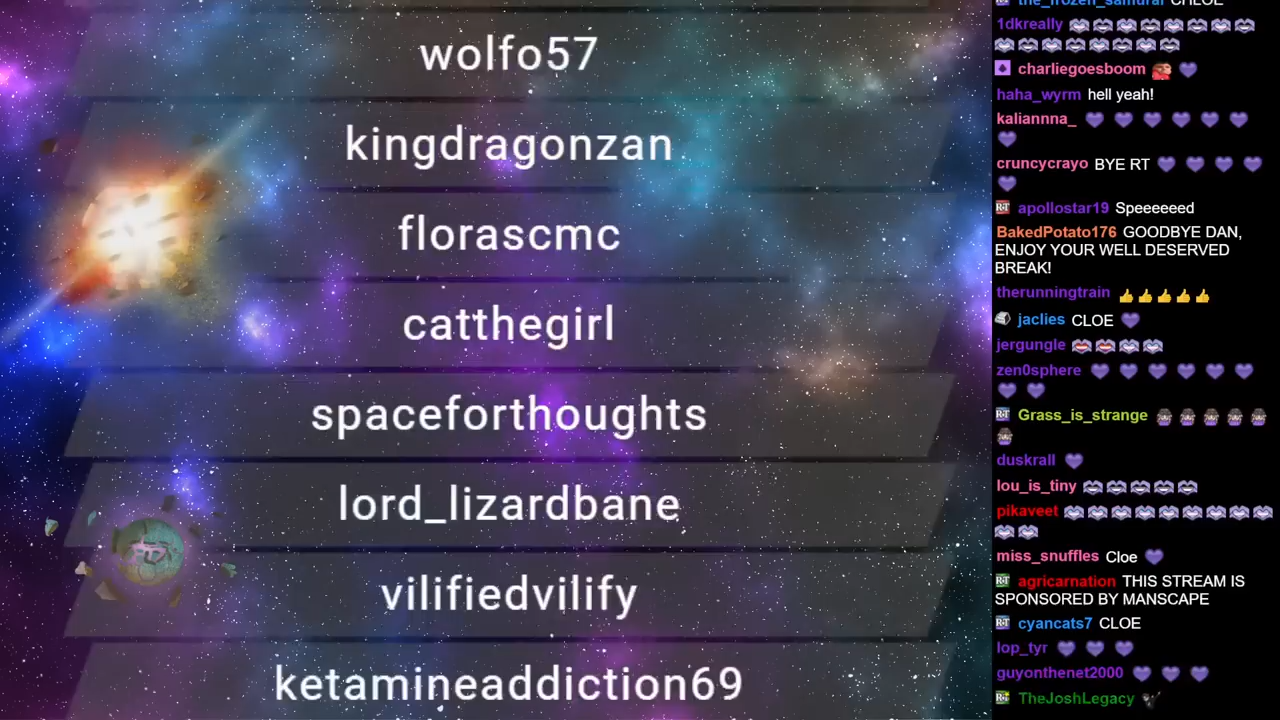 wolfo57
kingdragonzan
florascmc
catthegirl
spaceforthoughts
lord_lizardbane
vilifiedvilify
ketamineaddiction69
the_frozen_samurai CHLOE
1dkreally
charliegoesboom
haha_wyrm hell yeah!
kaliannna_
cruncycrayo BYE RT
apollostar19 Speeeeeed
BakedPotato176 GOODBYE DAN,
ENJOY YOUR WELL DESERVED
BREAK!
therunningtrain
jaclies CLOE
jergungle
zen0sphere
Grass_is_strange
duskrall
lou_is_tiny
pikaveet
miss_snuffles Cloe
agricarnation THIS STREAM IS
SPONSORED BY MANSCAPE
cyancats7 CLOE
lop_tyr
guyonthenet2000
TheJoshLegacy